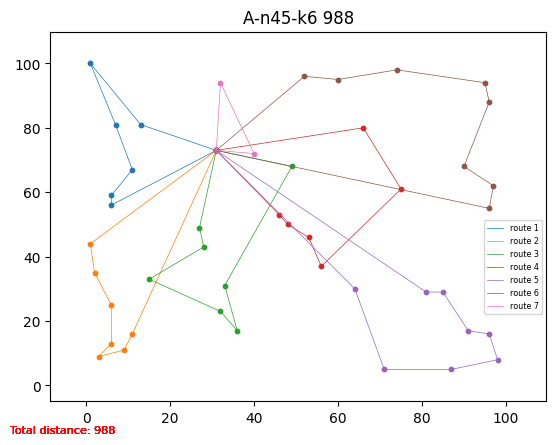 A-n45-k6 988
100
80
60
40
20
0
0 20 40 60 80 100
route 1
route 2
route 3
route 4
route 5
route 6
route 7
Total distance: 988